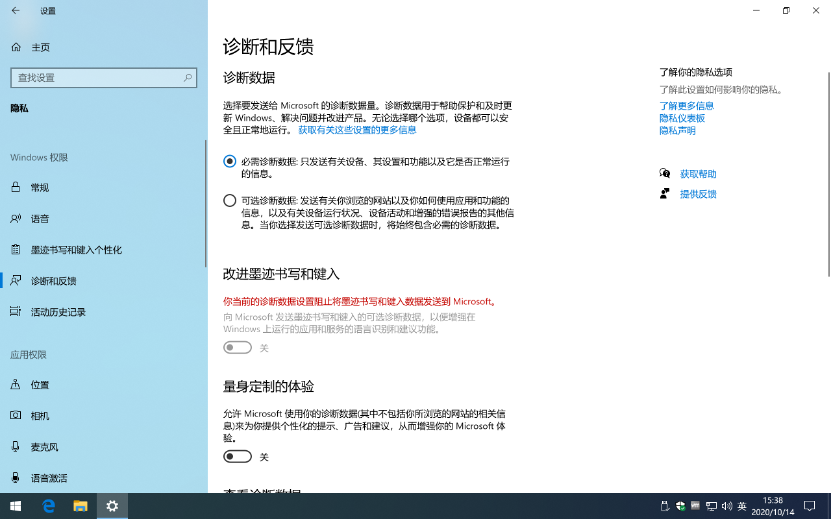 设置
主页
查找设置
隐私
Windows 权限
常规
语音
墨迹书写和键入个性化
诊断和反馈
活动历史记录
应用权限
位置
相机
麦克风
语音激活
诊断和反馈
诊断数据
选择要发送给 Microsoft 的诊断数据量。诊断数据用于帮助保护和及时更
新 Windows、解决问题并改进产品。无论选择哪个选项，设备都可以安
全且正常地运行。 获取有关这些设置的更多信息
必需诊断数据: 只发送有关设备、其设置和功能以及它是否正常运行
的信息。
可选诊断数据: 发送有关你浏览的网站以及你如何使用应用和功能的
信息，以及有关设备运行状况、设备活动和增强的错误报告的其他信
息。当你选择发送可选诊断数据时，将始终包含必需的诊断数据。
改进墨迹书写和键入
你当前的诊断数据设置阻止将墨迹书写和键入数据发送到 Microsoft。
向 Microsoft 发送墨迹书写和键入的可选诊断数据，以便增强在
Windows 上运行的应用和服务的语言识别和建议功能。
关
量身定制的体验
允许 Microsoft 使用你的诊断数据(其中不包括你所浏览的网站的相关信
息)来为你提供个性化的提示、广告和建议，从而增强你的 Microsoft 体
验。
关
查看诊断数据
了解你的隐私选项
了解此设置如何影响你的隐私。
了解更多信息
隐私仪表板
隐私声明
获取帮助
提供反馈
英
15:38
2020/10/14